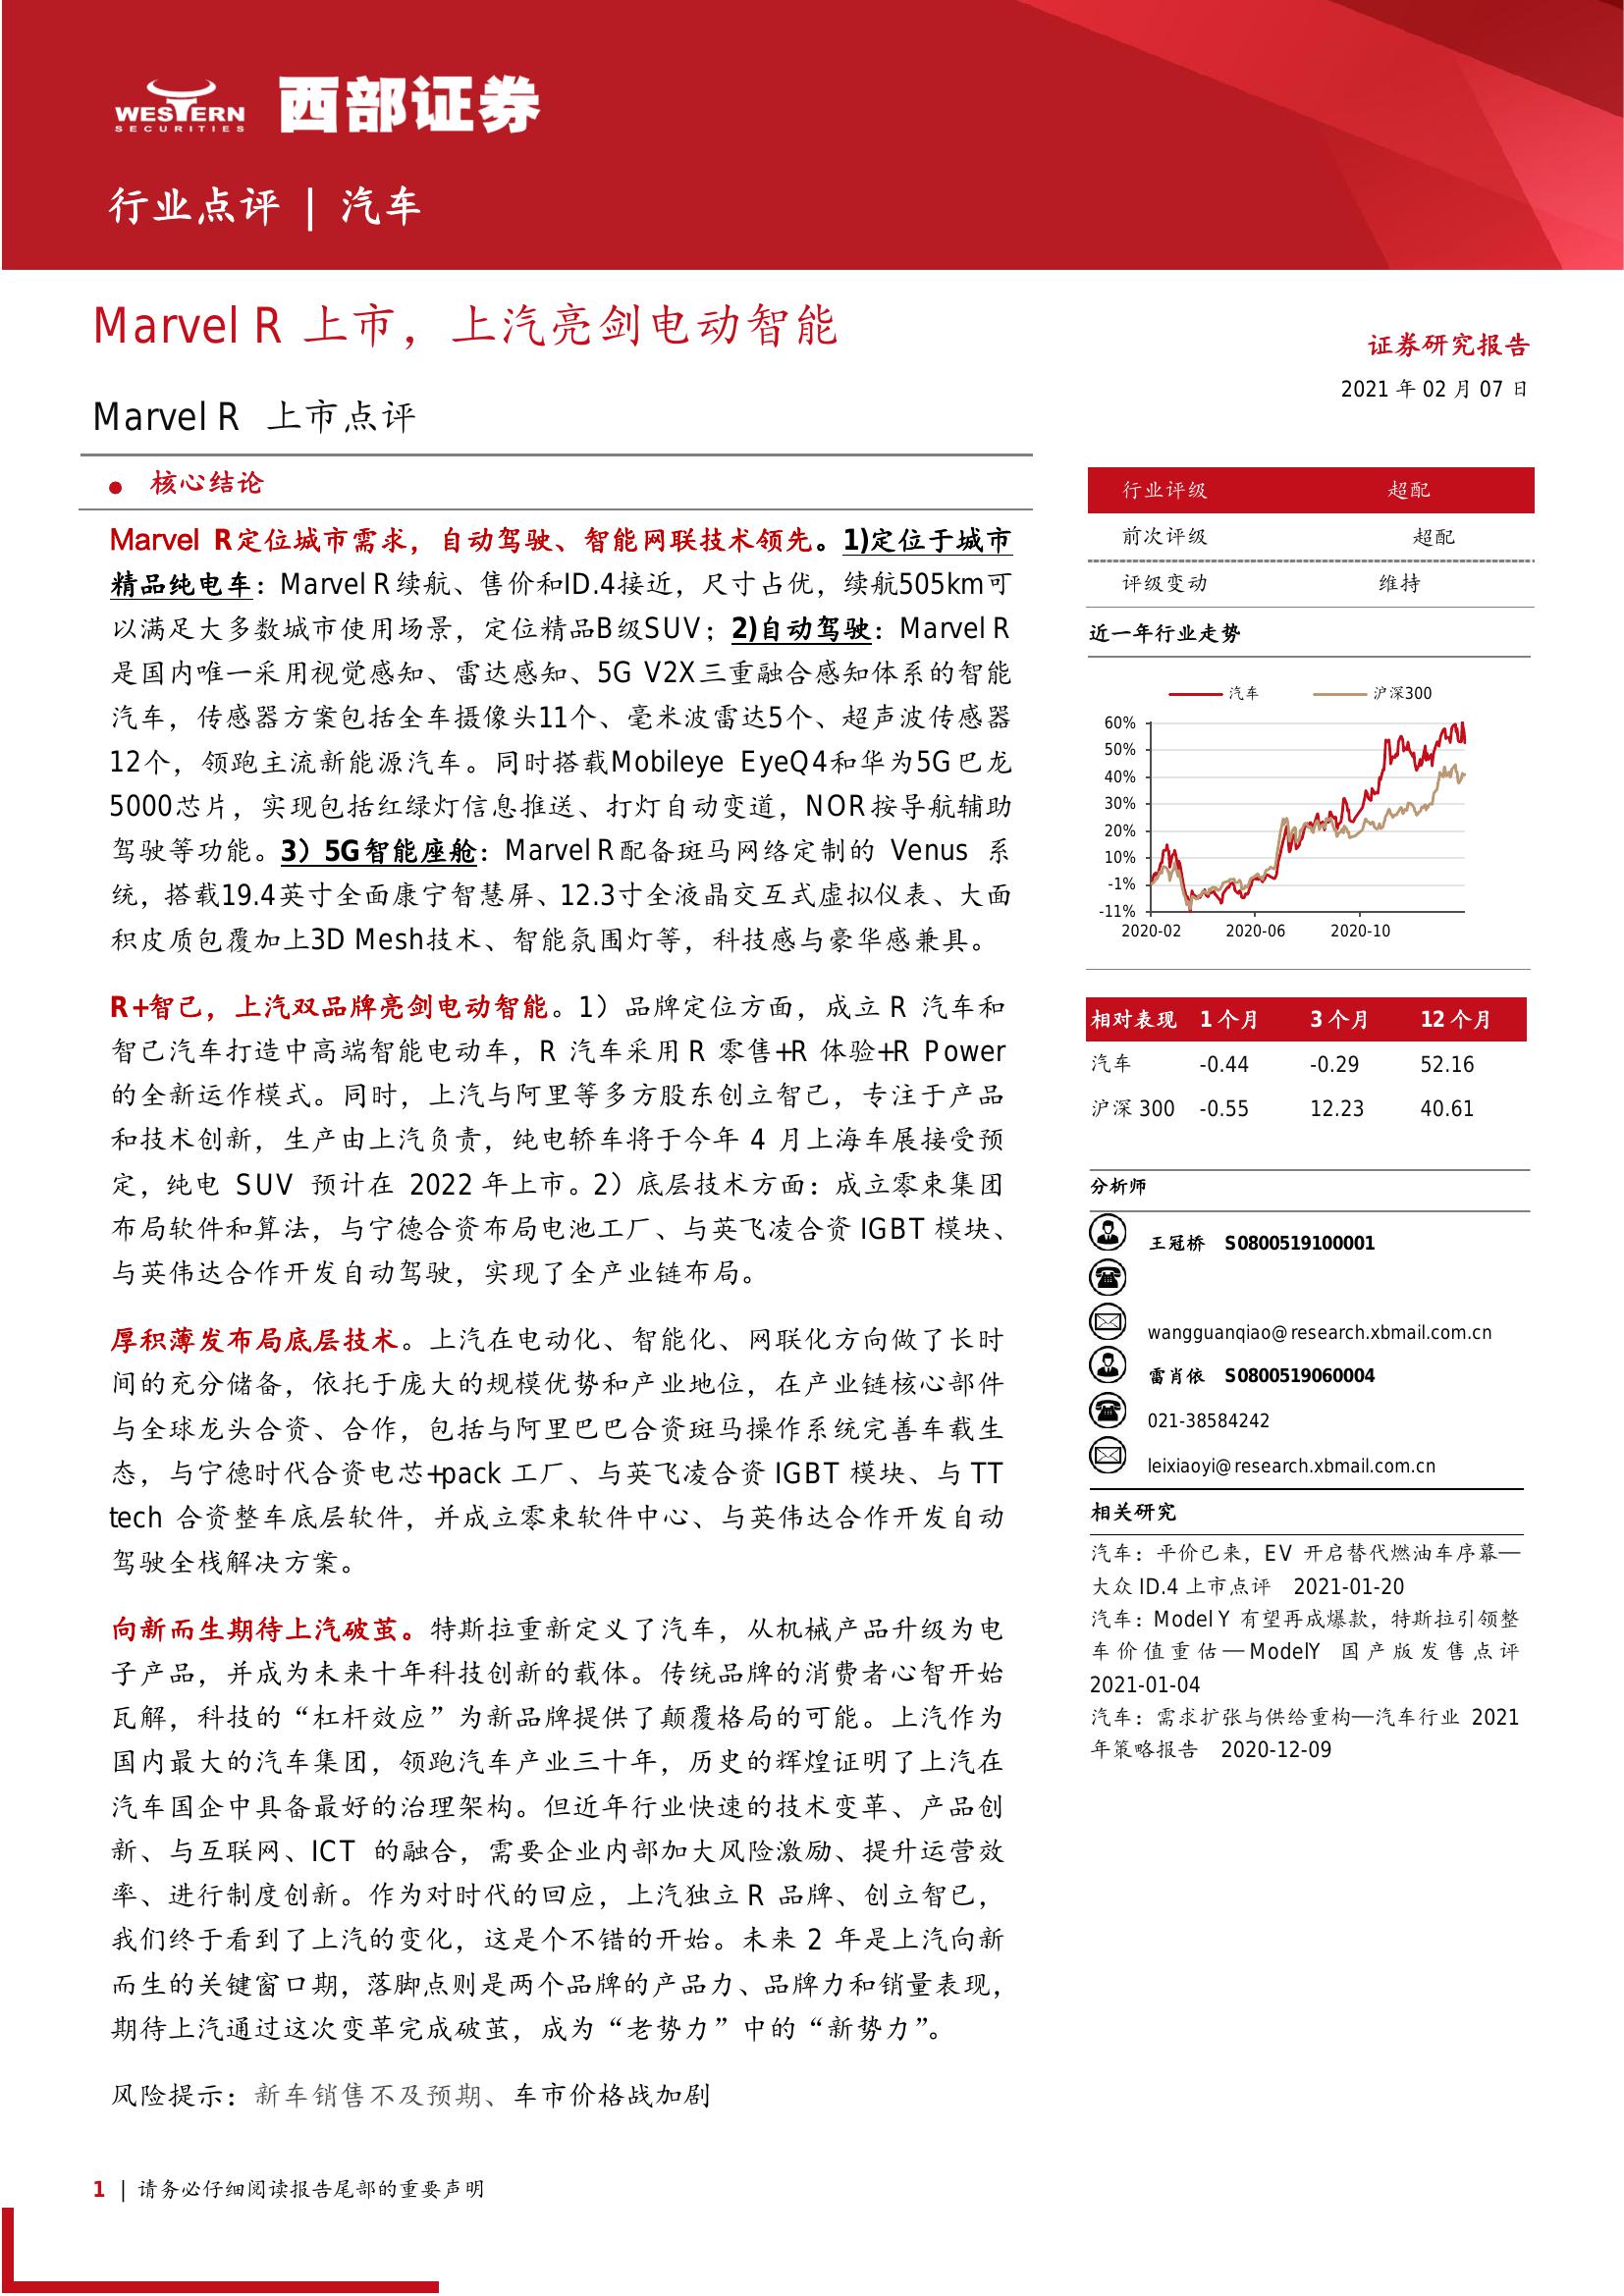 WESTERN
SECURITIES
西部证券
行业点评 | 汽车
Marvel R 上市，上汽亮剑电动智能
Marvel R 上市点评
● 核心结论
Marvel R定位城市需求，自动驾驶、智能网联技术领先。1)定位于城市
精品纯电车：Marvel R续航、售价和ID.4接近，尺寸占优，续航505km可
以满足大多数城市使用场景，定位精品B级SUV；2)自动驾驶：Marvel R
是国内唯一采用视觉感知、雷达感知、5G V2X三重融合感知体系的智能
汽车，传感器方案包括全车摄像头11个、毫米波雷达5个、超声波传感器
12个，领跑主流新能源汽车。同时搭载Mobileye EyeQ4和华为5G巴龙
5000芯片，实现包括红绿灯信息推送、打灯自动变道，NOR按导航辅助
驾驶等功能。3）5G智能座舱：Marvel R配备斑马网络定制的 Venus 系
统，搭载19.4英寸全面康宁智慧屏、12.3寸全液晶交互式虚拟仪表、大面
积皮质包覆加上3D Mesh技术、智能氛围灯等，科技感与豪华感兼具。
R+智己，上汽双品牌亮剑电动智能。1）品牌定位方面，成立 R 汽车和
智己汽车打造中高端智能电动车，R 汽车采用 R 零售+R 体验+R Power
的全新运作模式。同时，上汽与阿里等多方股东创立智己，专注于产品
和技术创新，生产由上汽负责，纯电轿车将于今年 4 月上海车展接受预
定，纯电 SUV 预计在 2022 年上市。2）底层技术方面：成立零束集团
布局软件和算法，与宁德合资布局电池工厂、与英飞凌合资 IGBT 模块、
与英伟达合作开发自动驾驶，实现了全产业链布局。
厚积薄发布局底层技术。上汽在电动化、智能化、网联化方向做了长时
间的充分储备，依托于庞大的规模优势和产业地位，在产业链核心部件
与全球龙头合资、合作，包括与阿里巴巴合资斑马操作系统完善车载生
态，与宁德时代合资电芯+pack 工厂、与英飞凌合资 IGBT 模块、与 TT
tech 合资整车底层软件，并成立零束软件中心、与英伟达合作开发自动
驾驶全栈解决方案。
向新而生期待上汽破茧。特斯拉重新定义了汽车，从机械产品升级为电
子产品，并成为未来十年科技创新的载体。传统品牌的消费者心智开始
瓦解，科技的“杠杆效应”为新品牌提供了颠覆格局的可能。上汽作为
国内最大的汽车集团，领跑汽车产业三十年，历史的辉煌证明了上汽在
汽车国企中具备最好的治理架构。但近年行业快速的技术变革、产品创
新、与互联网、ICT 的融合，需要企业内部加大风险激励、提升运营效
率、进行制度创新。作为对时代的回应，上汽独立 R 品牌、创立智已，
我们终于看到了上汽的变化，这是个不错的开始。未来 2 年是上汽向新
而生的关键窗口期，落脚点则是两个品牌的产品力、品牌力和销量表现，
期待上汽通过这次变革完成破茧，成为“老势力”中的“新势力”。
风险提示：新车销售不及预期、车市价格战加剧
证券研究报告
2021 年 02 月 07 日
行业评级 超配
前次评级 超配
评级变动 维持
近一年行业走势
汽车 沪深300
60%
50%
40%
30%
20%
10%
-1%
-11%
2020-02 2020-06 2020-10
相对表现 1 个月 3 个月 12 个月
汽车 -0.44 -0.29 52.16
沪深 300 -0.55 12.23 40.61
分析师
王冠桥 S0800519100001
wangguanqiao@research.xbmail.com.cn
雷肖依 S0800519060004
021-38584242
leixiaoyi@research.xbmail.com.cn
相关研究
汽车：平价已来，EV 开启替代燃油车序幕—
大众 ID.4 上市点评 2021-01-20
汽车：Model Y 有望再成爆款，特斯拉引领整
车价值重估—ModelY 国产版发售点评
2021-01-04
汽车：需求扩张与供给重构—汽车行业 2021
年策略报告 2020-12-09
1 | 请务必仔细阅读报告尾部的重要声明